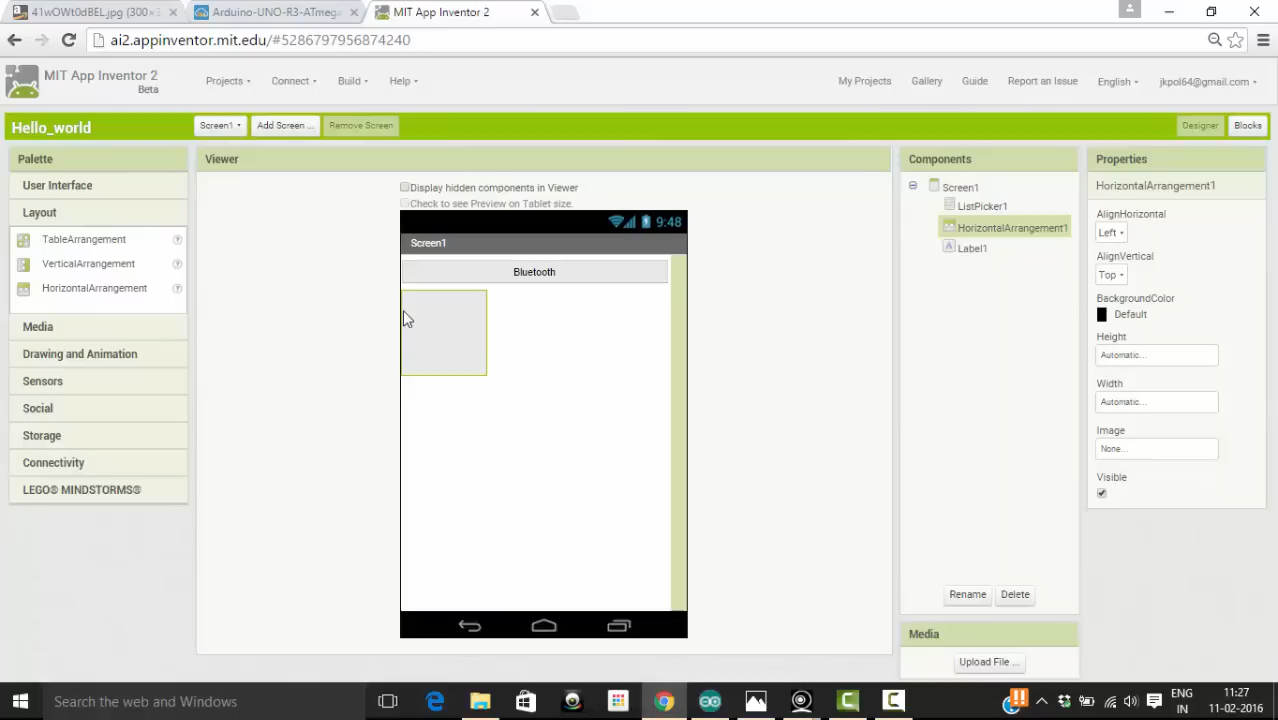 41wOWt0dBEL.jpg (300×3
Arduino-UNO-R3-ATmega
MIT App Inventor 2
ai2.appinventor.mit.edu/#5286797956874240
MIT App Inventor 2
Beta
Projects
Connect
Build
Help
My Projects
Gallery
Guide
Report an Issue
English
jkpol64@gmail.com
Hello_world
Screen1
Add Screen ...
Remove Screen
Designer
Blocks
Palette
User Interface
Layout
TableArrangement
VerticalArrangement
HorizontalArrangement
Media
Drawing and Animation
Sensors
Social
Storage
Connectivity
LEGO® MINDSTORMS®
Viewer
Display hidden components in Viewer
Check to see Preview on Tablet size.
9:48
Screen1
Bluetooth
Components
Screen1
ListPicker1
HorizontalArrangement1
Label1
Rename
Delete
Media
Upload File ...
Properties
HorizontalArrangement1
AlignHorizontal
Left
AlignVertical
Top
BackgroundColor
Default
Height
Automatic...
Width
Automatic...
Image
None...
Visible
Search the web and Windows
ENG
IN
11:27
11-02-2016